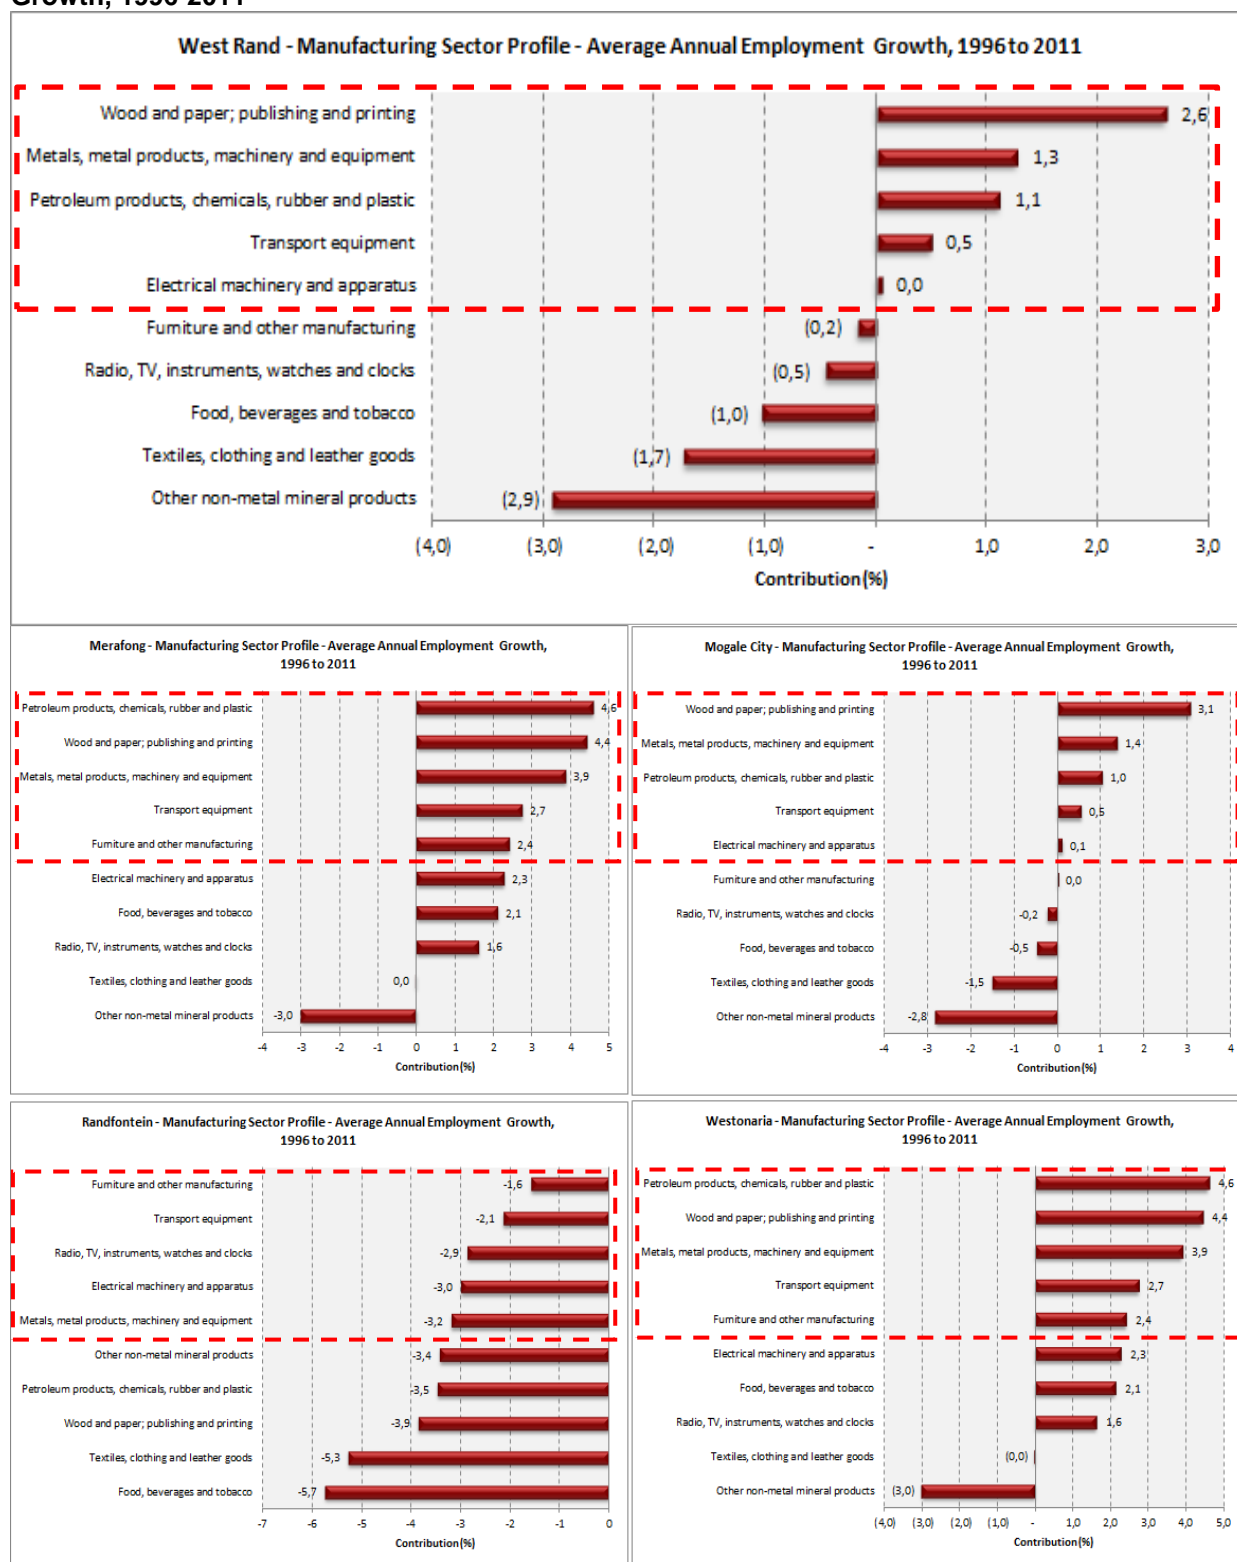 Growth, 1996-2011
West Rand - Manufacturing Sector Profile - Average Annual Employment Growth, 1996 to 2011
Wood and paper; publishing and printing 2,6
Metals, metal products, machinery and equipment 1,3
Petroleum products, chemicals, rubber and plastic 1,1
Transport equipment 0,5
Electrical machinery and apparatus 0,0
Furniture and other manufacturing (0,2)
Radio, TV, instruments, watches and clocks (0,5)
Food, beverages and tobacco (1,0)
Textiles, clothing and leather goods (1,7)
Other non-metal mineral products (2,9)
(4,0) (3,0) (2,0) (1,0) - 1,0 2,0 3,0
Contribution (%)
Merafong - Manufacturing Sector Profile - Average Annual Employment Growth,
1996 to 2011
Petroleum products, chemicals, rubber and plastic 4,6
Wood and paper; publishing and printing 4,4
Metals, metal products, machinery and equipment 3,9
Transport equipment 2,7
Furniture and other manufacturing 2,4
Electrical machinery and apparatus 2,3
Food, beverages and tobacco 2,1
Radio, TV, instruments, watches and clocks 1,6
Textiles, clothing and leather goods 0,0
Other non-metal mineral products -3,0
-4 -3 -2 -1 0 1 2 3 4 5
Contribution (%)
Mogale City - Manufacturing Sector Profile - Average Annual Employment Growth,
1996 to 2011
Wood and paper; publishing and printing 3,1
Metals, metal products, machinery and equipment 1,4
Petroleum products, chemicals, rubber and plastic 1,0
Transport equipment 0,5
Electrical machinery and apparatus 0,1
Furniture and other manufacturing 0,0
Radio, TV, instruments, watches and clocks -0,2
Food, beverages and tobacco -0,5
Textiles, clothing and leather goods -1,5
Other non-metal mineral products -2,8
-4 -3 -2 -1 0 1 2 3 4
Contribution (%)
Randfontein - Manufacturing Sector Profile - Average Annual Employment Growth,
1996 to 2011
Furniture and other manufacturing -1,6
Transport equipment -2,1
Radio, TV, instruments, watches and clocks -2,9
Electrical machinery and apparatus -3,0
Metals, metal products, machinery and equipment -3,2
Other non-metal mineral products -3,4
Petroleum products, chemicals, rubber and plastic -3,5
Wood and paper; publishing and printing -3,9
Textiles, clothing and leather goods -5,3
Food, beverages and tobacco -5,7
-7 -6 -5 -4 -3 -2 -1 0
Contribution (%)
Westonaria - Manufacturing Sector Profile - Average Annual Employment Growth,
1996 to 2011
Petroleum products, chemicals, rubber and plastic 4,6
Wood and paper; publishing and printing 4,4
Metals, metal products, machinery and equipment 3,9
Transport equipment 2,7
Furniture and other manufacturing 2,4
Electrical machinery and apparatus 2,3
Food, beverages and tobacco 2,1
Radio, TV, instruments, watches and clocks 1,6
Textiles, clothing and leather goods (0,0)
Other non-metal mineral products (3,0)
(4,0) (3,0) (2,0) (1,0) - 1,0 2,0 3,0 4,0 5,0
Contribution (%)